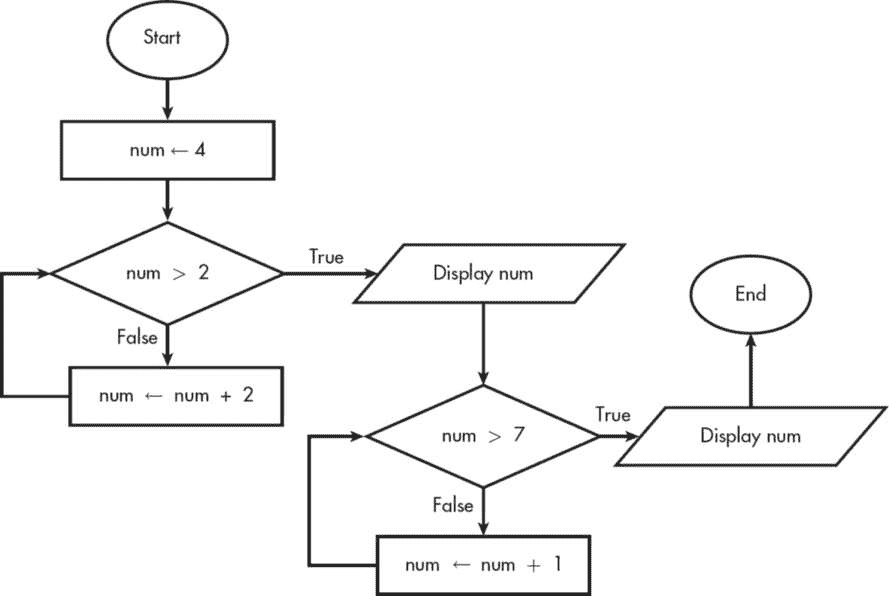 Start
num ← 4
num > 2
True
Display num
False
num ← num + 2
num > 7
True
Display num
End
False
num ← num + 1